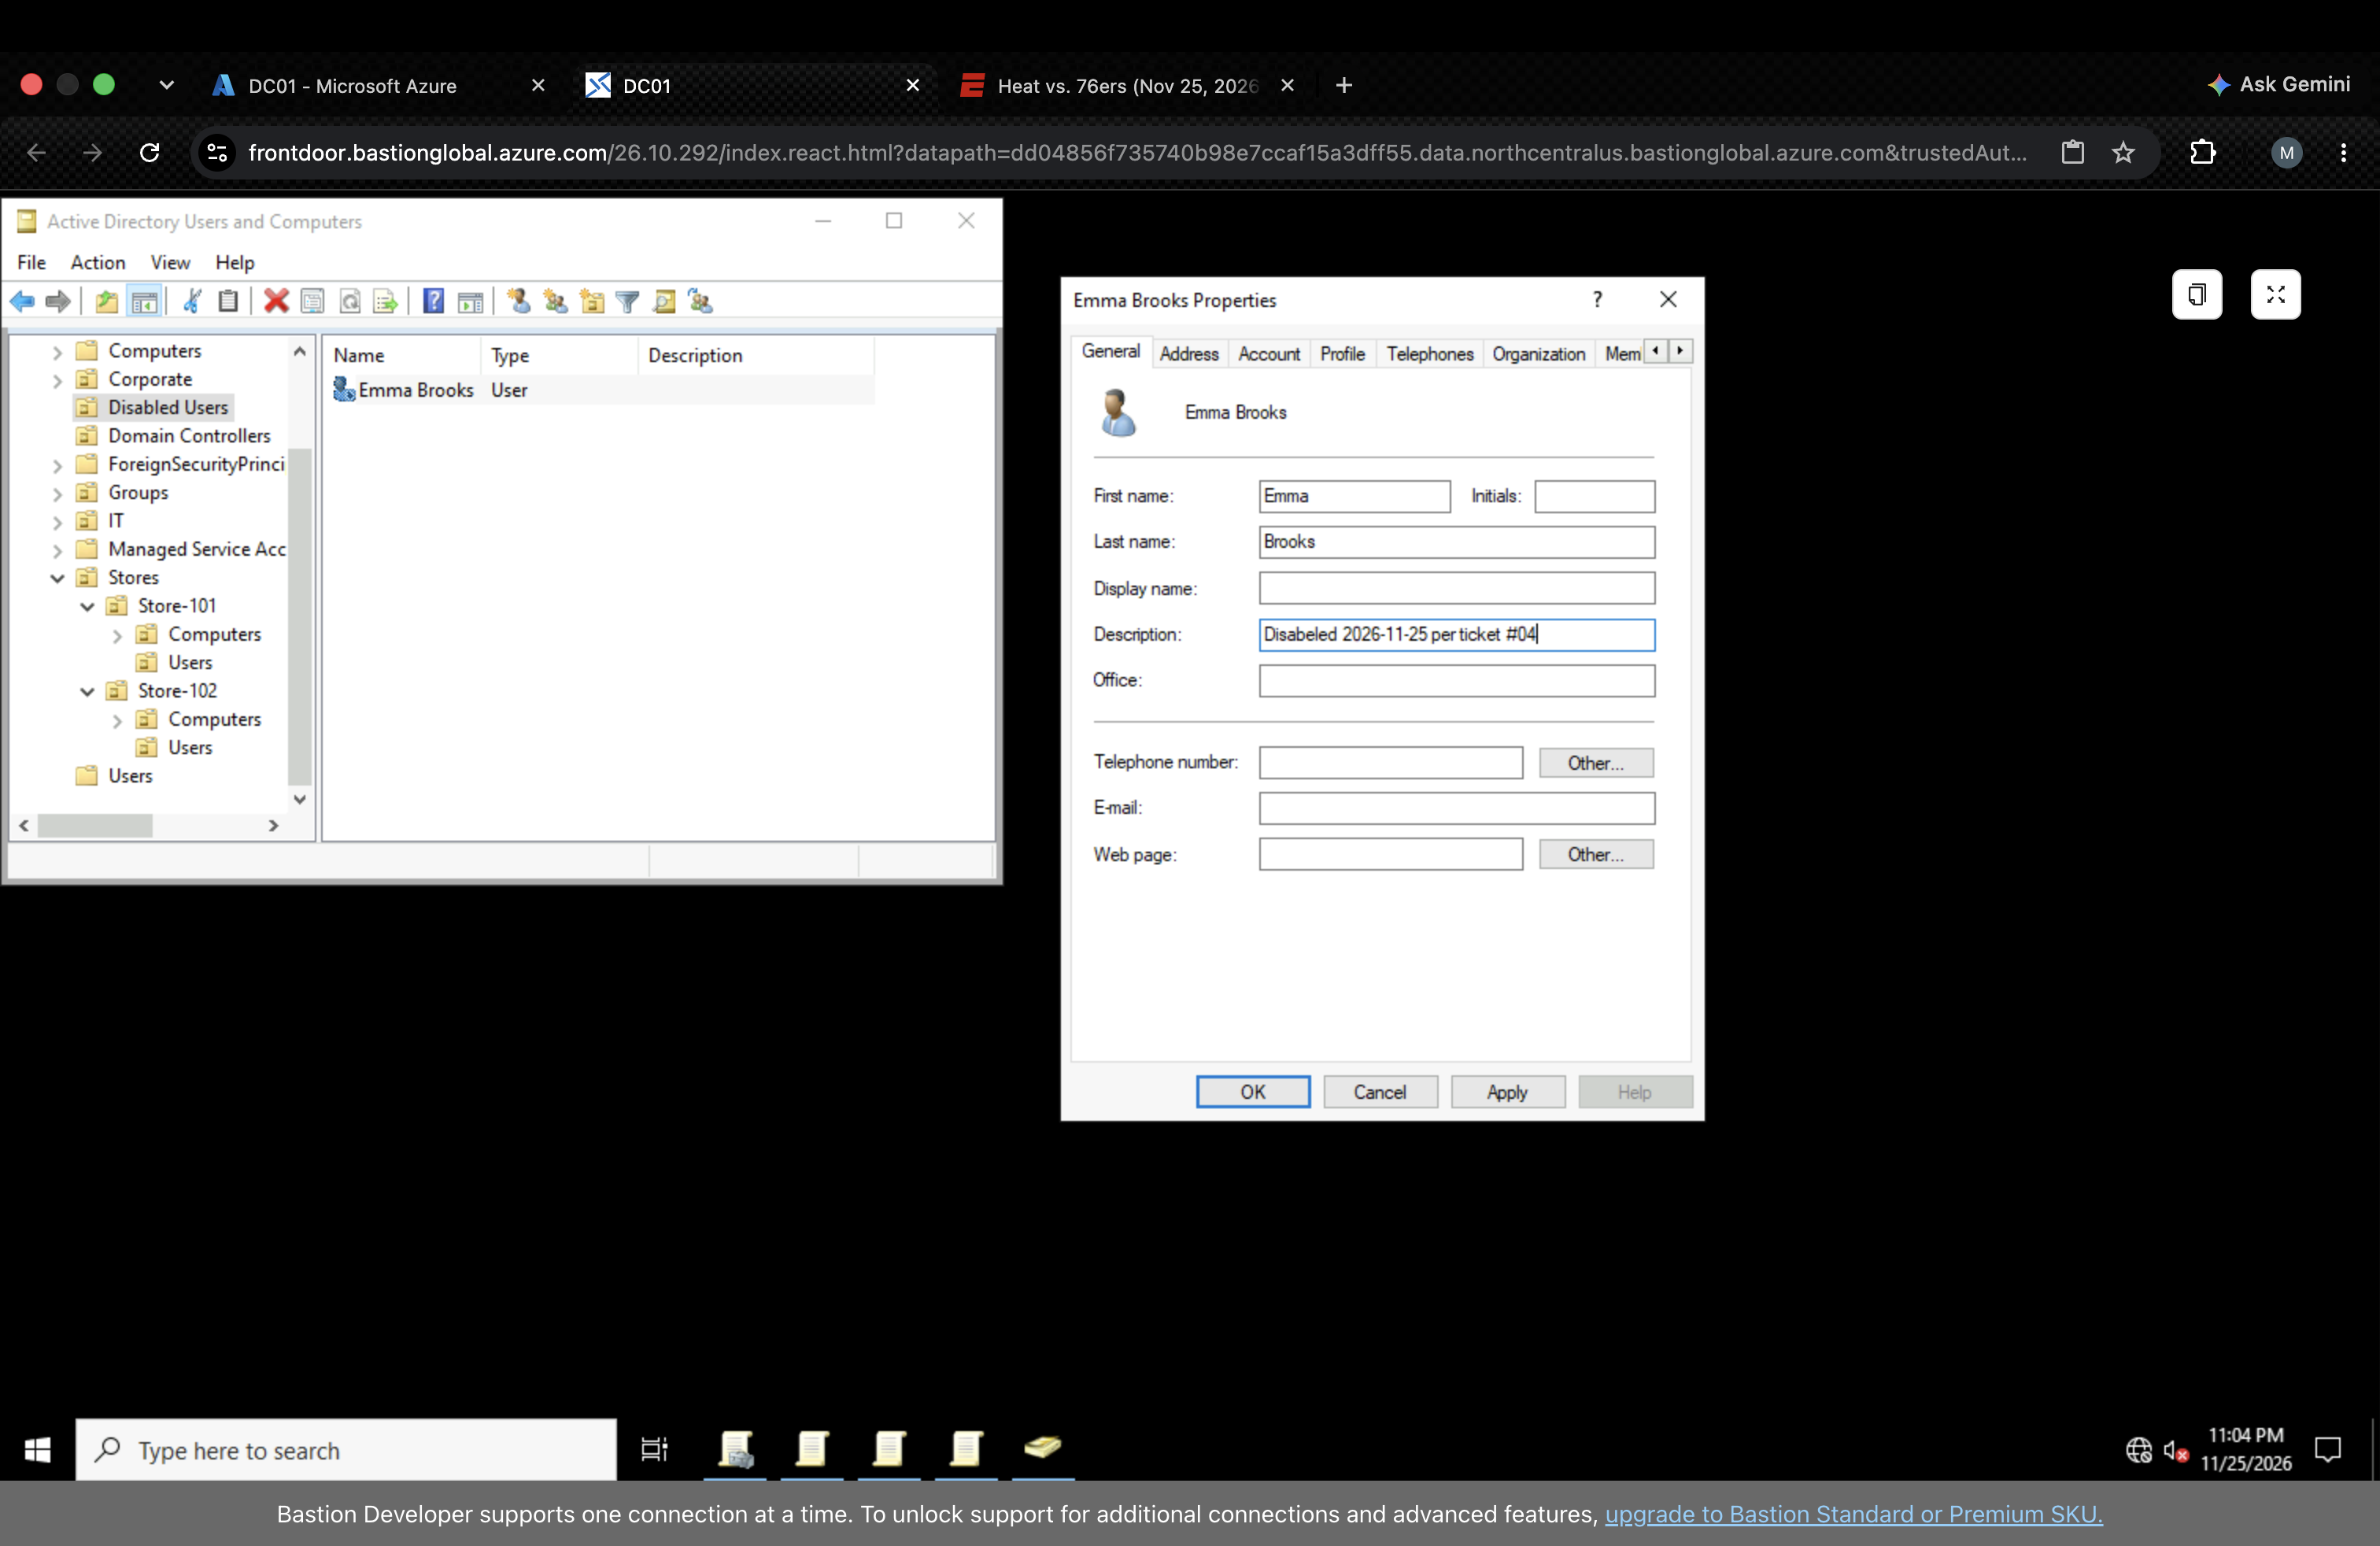 DC01 - Microsoft Azure
DC01
Heat vs. 76ers (Nov 25, 2026
Ask Gemini
frontdoor.bastionglobal.azure.com/26.10.292/index.react.html?datapath=dd04856f735740b98e7ccaf15a3dff55.data.northcentralus.bastionglobal.azure.com&trustedAut...
M
Active Directory Users and Computers
File Action View Help
Computers
Corporate
Disabled Users
Domain Controllers
ForeignSecurityPrinci
Groups
IT
Managed Service Acc
Stores
Store-101
Computers
Users
Store-102
Computers
Users
Users
Name Type Description
Emma Brooks User
Emma Brooks Properties
?
General Address Account Profile Telephones Organization Mem
Emma Brooks
First name: Emma Initials:
Last name: Brooks
Display name:
Description: Disabeled 2026-11-25 per ticket #04
Office:
Telephone number: Other...
E-mail:
Web page: Other...
OK Cancel Apply Help
Type here to search
11:04 PM
11/25/2026
Bastion Developer supports one connection at a time. To unlock support for additional connections and advanced features, upgrade to Bastion Standard or Premium SKU.